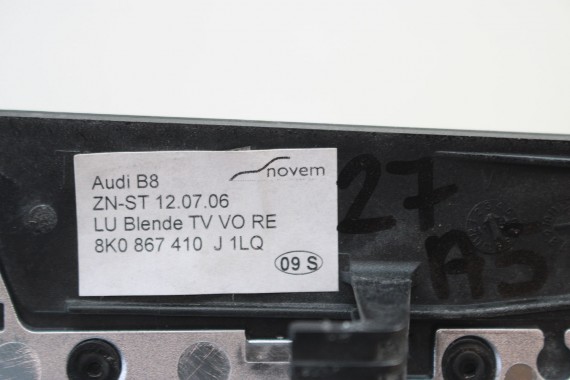 Audi B8
novem
ZN-ST 12.07.06
LU Blende TV VO RE
8K0 867 410 J 1LQ
09 S
27
A5